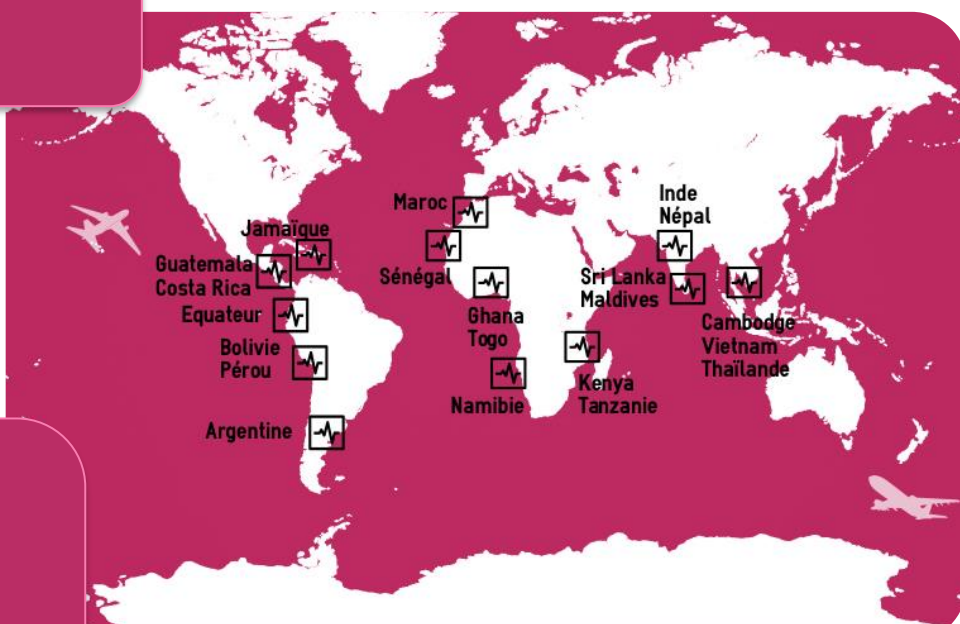 Jamaïque
Guatemala
Costa Rica
Equateur
Bolivie
Pérou
Argentine
Maroc
Sénégal
Ghana
Togo
Namibie
Kenya
Tanzanie
Inde
Népal
Sri Lanka
Maldives
Cambodge
Vietnam
Thaïlande